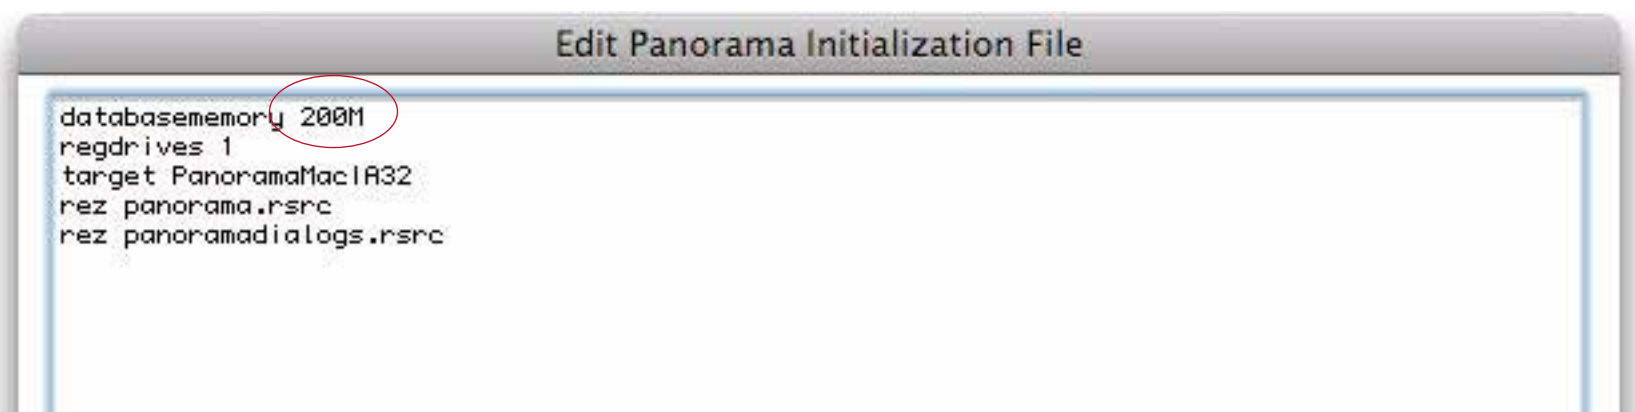 Edit Panorama Initialization File
databasememory 200M
regdrives 1
target PanoramaMacIA32
rez panorama.rsrc
rez panoramadialogs.rsrc